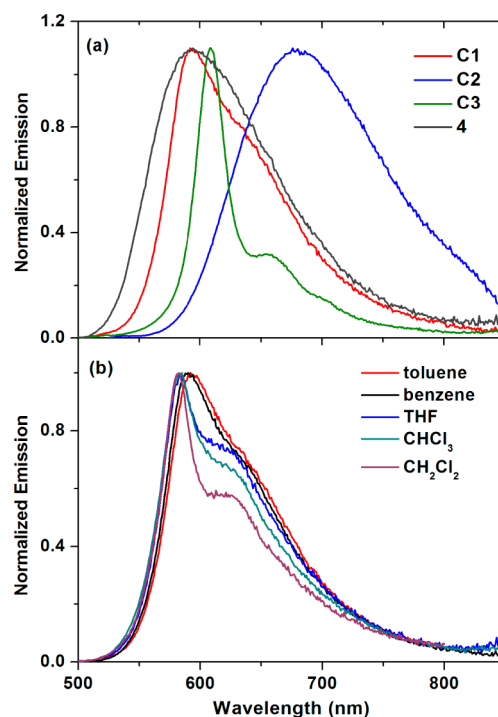 (a)
1.2
0.8
0.4
0.0
Normalized Emission
C1
C2
C3
4
(b)
0.8
0.4
0.0
Normalized Emission
toluene
benzene
THF
CHCl3
CH2Cl2
500
600
700
800
Wavelength (nm)